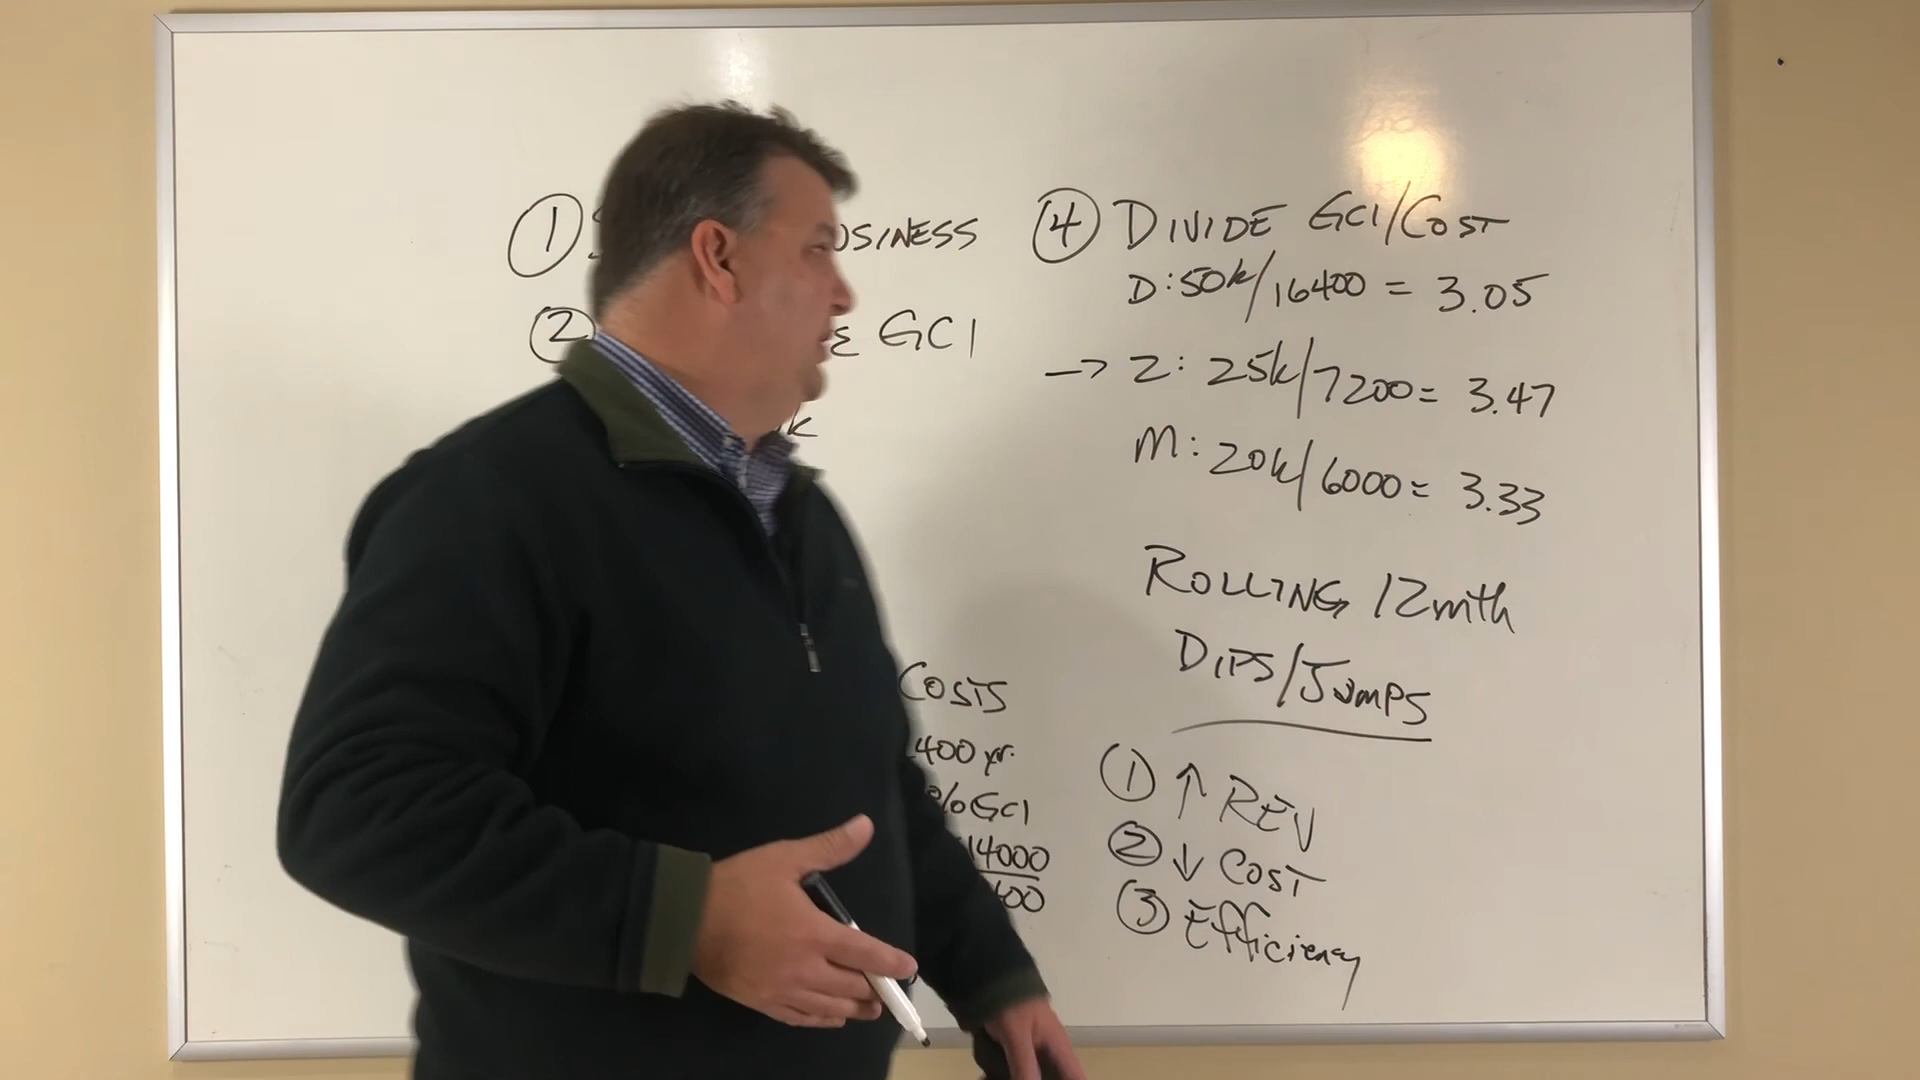 ① BUSINESS
② GCI
K
COSTS
400 yr.
% GCI
14000
400
④ DIVIDE GCI/COST
D: 50k/16400 = 3.05
→ Z: 25k/7200 = 3.47
M: 20k/6000 = 3.33
ROLLING 12mth
DIPS/JUMPS
① ↑ REV
② ↓ COST
③ Efficiency